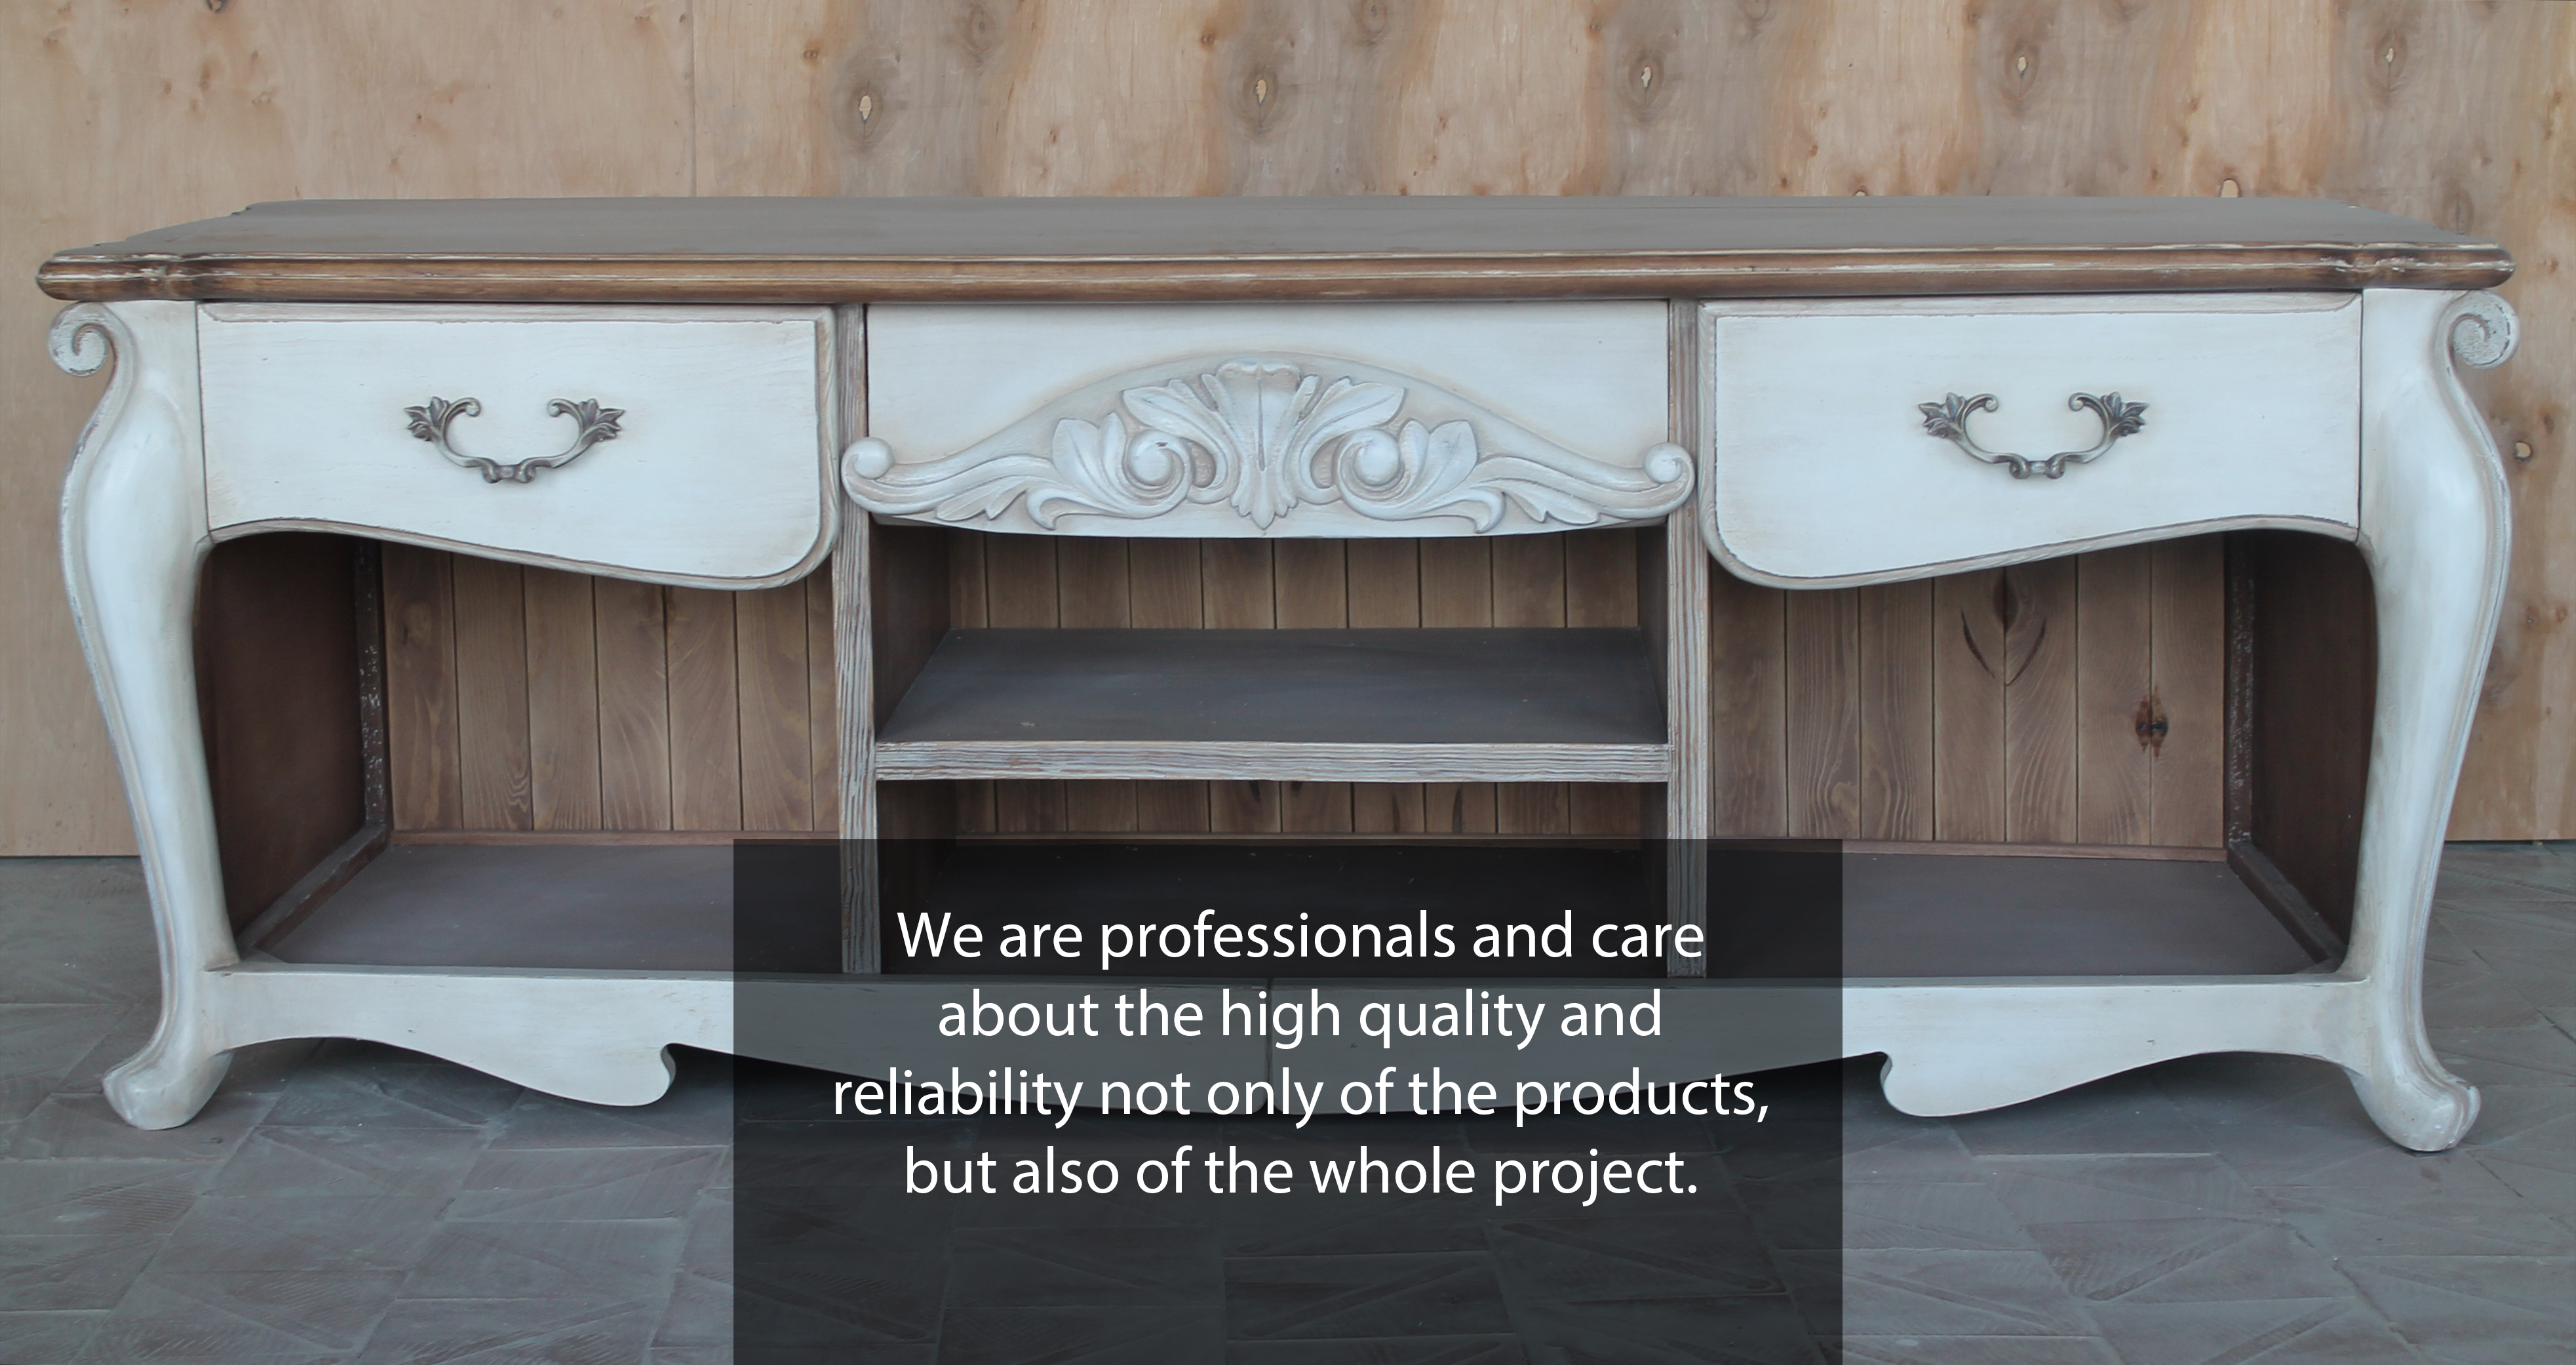 We are professionals and care
about the high quality and
reliability not only of the products,
but also of the whole project.